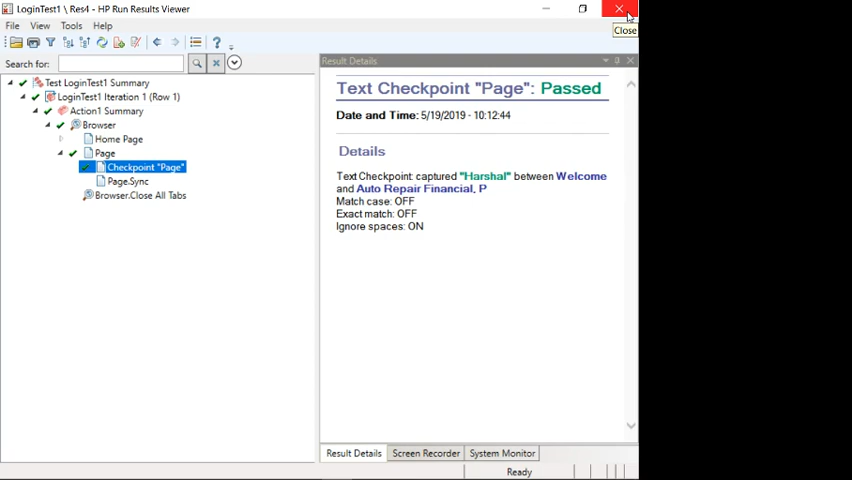 LoginTest1 \ Res4 - HP Run Results Viewer
Close
File View Tools Help
Search for:
Test LoginTest1 Summary
LoginTest1 Iteration 1 (Row 1)
Action1 Summary
Browser
Home Page
Page
Checkpoint "Page"
Page.Sync
Browser.Close All Tabs
Result Details
Text Checkpoint "Page": Passed
Date and Time: 5/19/2019 - 10:12:44
Details
Text Checkpoint: captured "Harshal" between Welcome
and Auto Repair Financial, P
Match case: OFF
Exact match: OFF
Ignore spaces: ON
Result Details Screen Recorder System Monitor
Ready